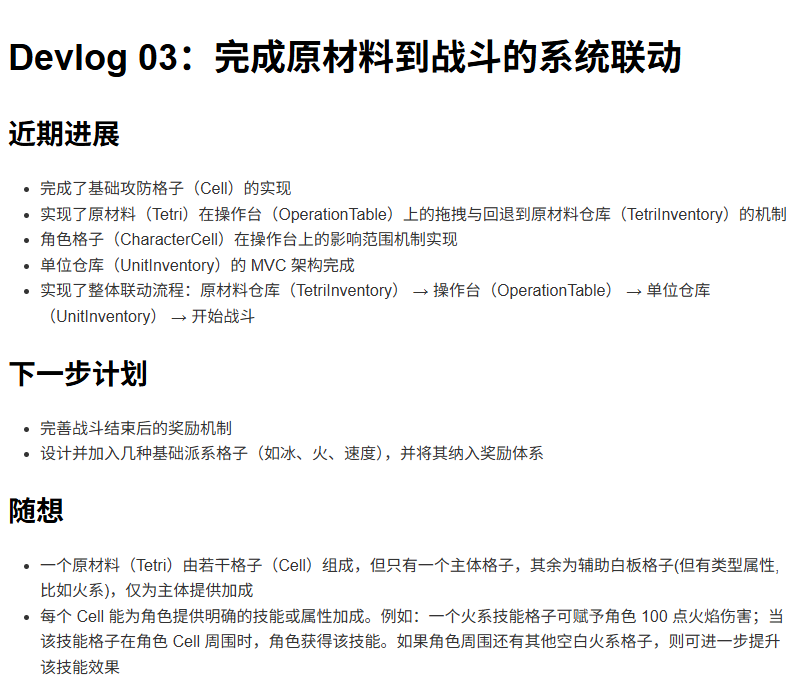 Devlog 03：完成原材料到战斗的系统联动
近期进展
• 完成了基础攻防格子（Cell）的实现
• 实现了原材料（Tetri）在操作台（OperationTable）上的拖拽与回退到原材料仓库（TetriInventory）的机制
• 角色格子（CharacterCell）在操作台上的影响范围机制实现
• 单位仓库（UnitInventory）的 MVC 架构完成
• 实现了整体联动流程：原材料仓库（TetriInventory） → 操作台（OperationTable） → 单位仓库
（UnitInventory） → 开始战斗
下一步计划
• 完善战斗结束后的奖励机制
• 设计并加入几种基础派系格子（如冰、火、速度），并将其纳入奖励体系
随想
• 一个原材料（Tetri）由若干格子（Cell）组成，但只有一个主体格子，其余为辅助白板格子(但有类型属性,
比如火系)，仅为主体提供加成
• 每个 Cell 能为角色提供明确的技能或属性加成。例如：一个火系技能格子可赋予角色 100 点火焰伤害；当
该技能格子在角色 Cell 周围时，角色获得该技能。如果角色周围还有其他空白火系格子，则可进一步提升
该技能效果